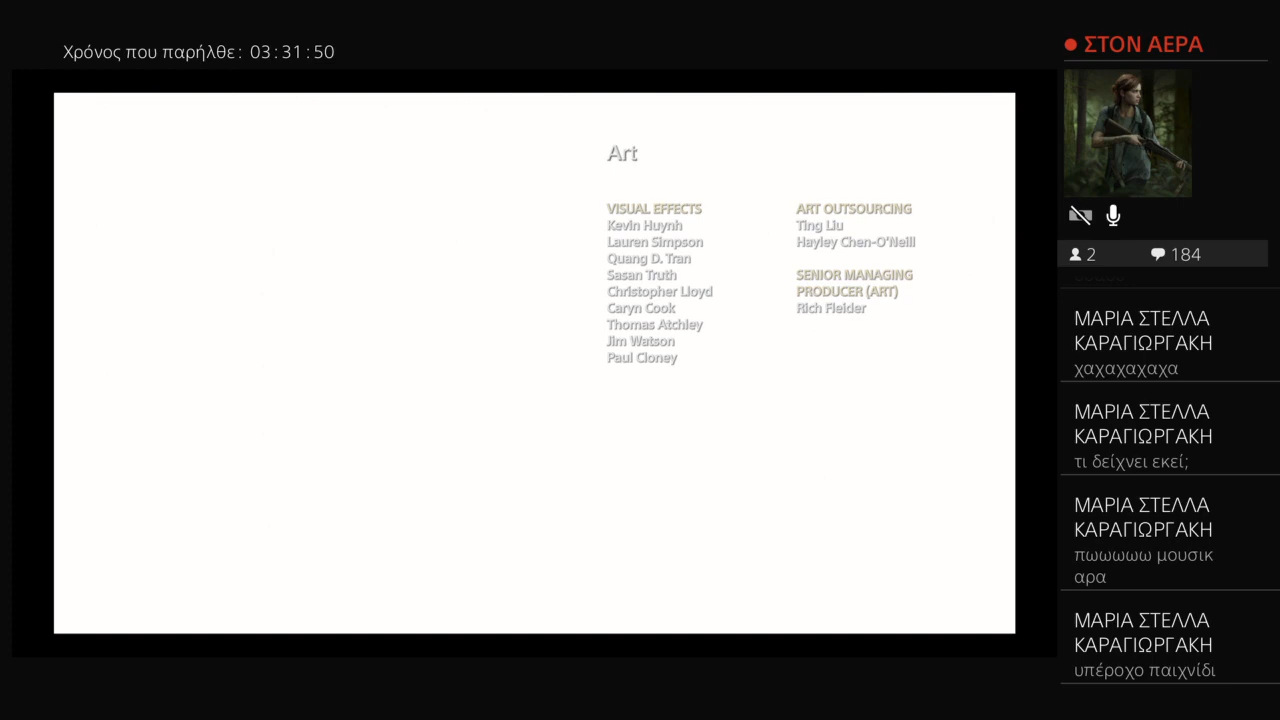 Χρόνος που παρήλθε: 03:31:50
ΣΤΟΝ ΑΕΡΑ
Art
VISUAL EFFECTS
Kevin Huynh
Lauren Simpson
Quang D. Tran
Sasan Truth
Christopher Lloyd
Caryn Cook
Thomas Atchley
Jim Watson
Paul Cloney
ART OUTSOURCING
Ting Liu
Hayley Chen-O'Neill
SENIOR MANAGING
PRODUCER (ART)
Rich Fleider
2
184
ΜΑΡΙΑ ΣΤΕΛΛΑ
ΚΑΡΑΓΙΩΡΓΑΚΗ
χαχαχαχαχα
ΜΑΡΙΑ ΣΤΕΛΛΑ
ΚΑΡΑΓΙΩΡΓΑΚΗ
τι δείχνει εκεί;
ΜΑΡΙΑ ΣΤΕΛΛΑ
ΚΑΡΑΓΙΩΡΓΑΚΗ
πωωωωω μουσικ
αρα
ΜΑΡΙΑ ΣΤΕΛΛΑ
ΚΑΡΑΓΙΩΡΓΑΚΗ
υπέροχο παιχνίδι